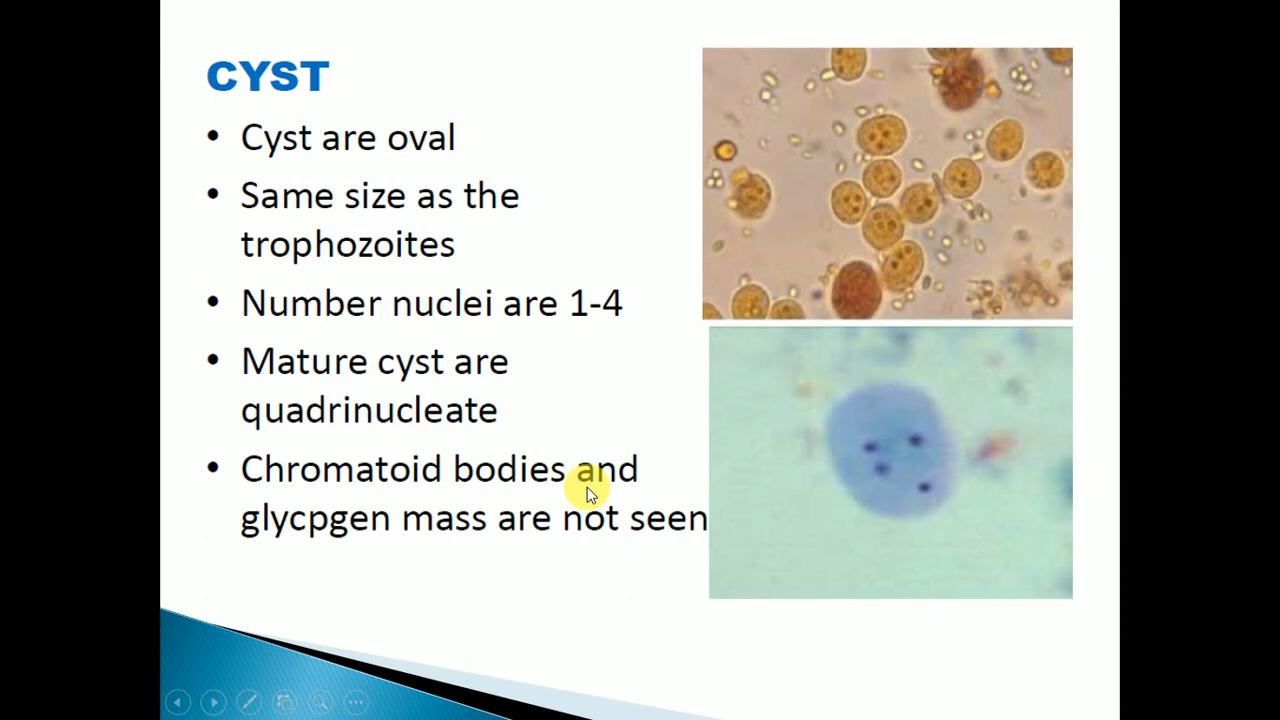 CYST
• Cyst are oval
• Same size as the
trophozoites
• Number nuclei are 1-4
• Mature cyst are
quadrinucleate
• Chromatoid bodies and
glycpgen mass are not seen